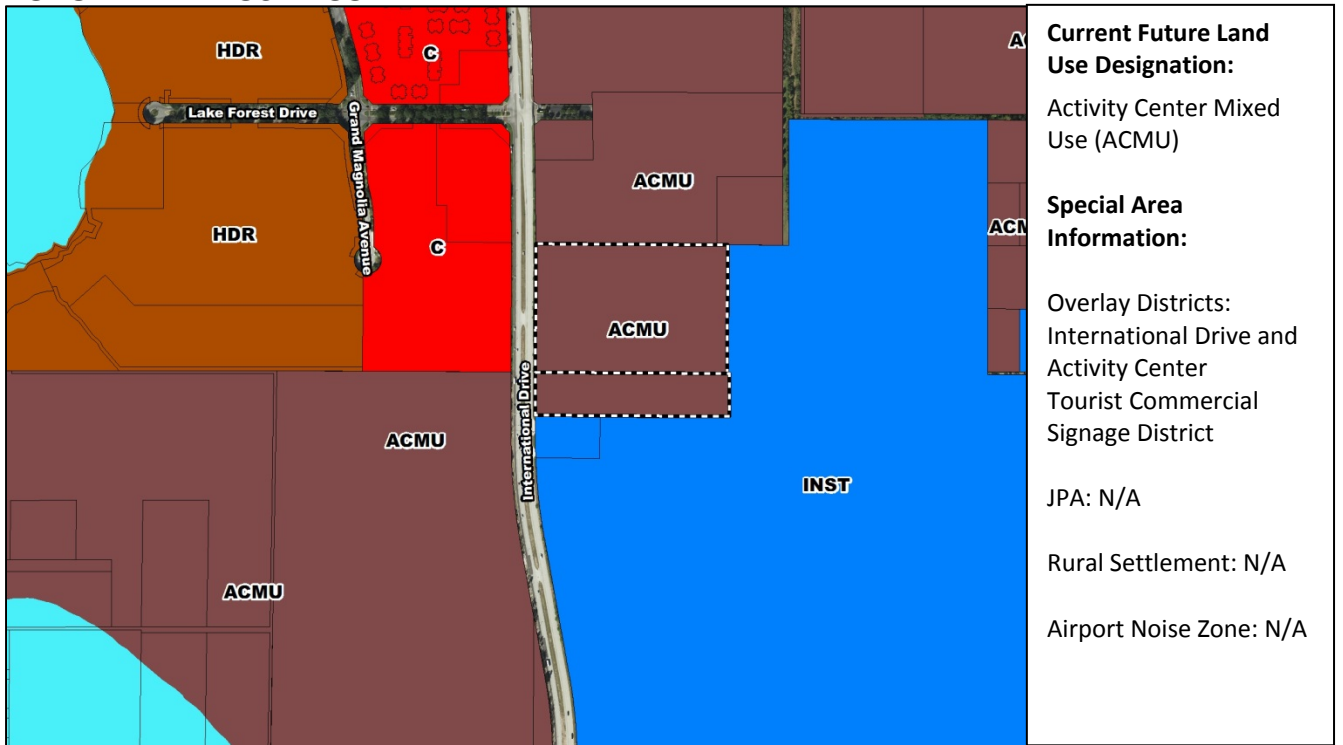 HDR
C
Lake Forest Drive
Grand Magnolia Avenue
ACMU
HDR
C
ACMU
International Drive
ACMU
INST
ACMU
Current Future Land
Use Designation:
Activity Center Mixed
Use (ACMU)
Special Area
Information:
Overlay Districts:
International Drive and
Activity Center
Tourist Commercial
Signage District
JPA: N/A
Rural Settlement: N/A
Airport Noise Zone: N/A